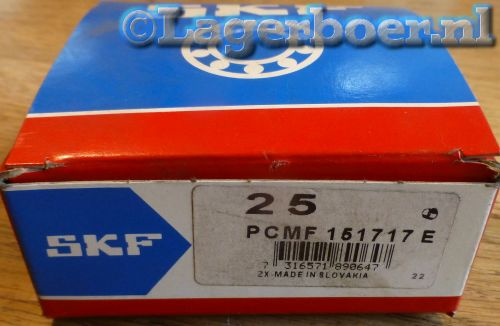 ©Lagerboer.nl
SKF
25
PCMF 151717 E
SKF
7 316571 890647
2X MADE IN SLOVAKIA 22